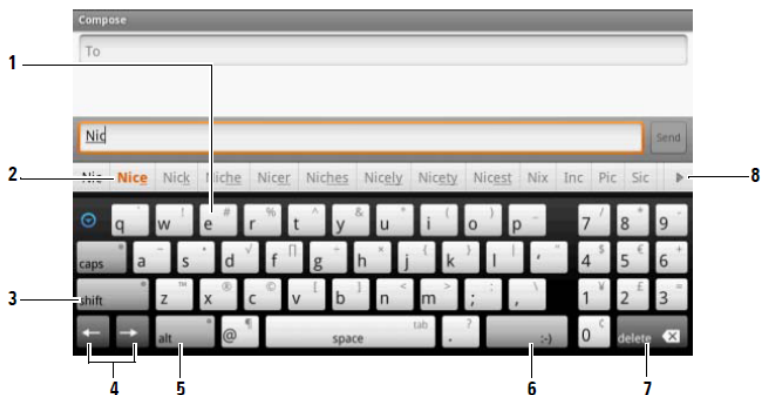 Compose
To
1
Nic
Send
2
Nic Nice Nick Niche Nicer Niches Nicely Nicety Nicest Nix Inc Pic Sic
8
q ` w ! e # r % t ^ y & u * i ( o ) p _ 7 / 8 * 9 -
caps a ~ s • d √ f ∏ g ÷ h × j { k } l | ' " 4 $ 5 € 6 +
3
shift z ™ x ® c © v [ b ] n < m > ; : , \ 1 ¥ 2 £ 3 =
← → alt @ ¶ space tab . ? :-) 0 ¢ delete
4 5 6 7